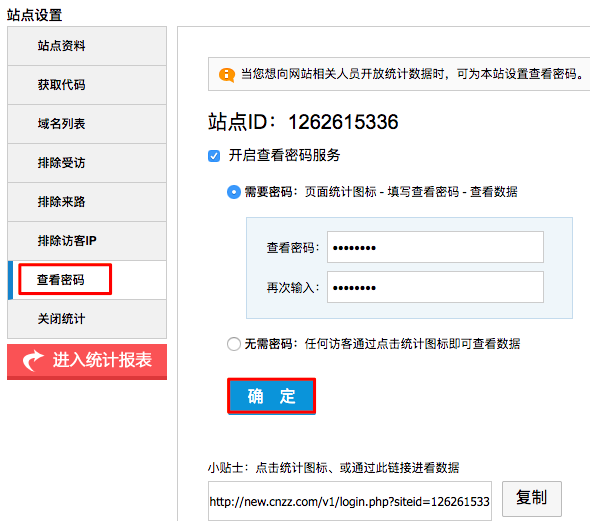 站点设置
站点资料
获取代码
域名列表
排除受访
排除来路
排除访客IP
查看密码
关闭统计
进入统计报表
当您想向网站相关人员开放统计数据时，可为本站设置查看密码。
站点ID：1262615336
开启查看密码服务
需要密码：页面统计图标 - 填写查看密码 - 查看数据
查看密码：••••••••
再次输入：••••••••
无需密码：任何访客通过点击统计图标即可查看数据
确 定
小贴士：点击统计图标、或通过此链接进看数据
http://new.cnzz.com/v1/login.php?siteid=126261533
复制